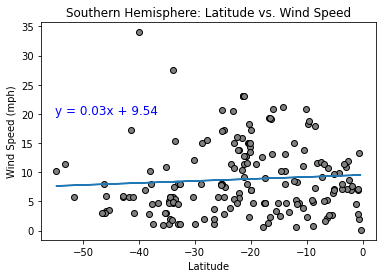 Southern Hemisphere: Latitude vs. Wind Speed
35
30
25
20
15
10
5
0
Wind Speed (mph)
y = 0.03x + 9.54
−50 −40 −30 −20 −10 0
Latitude